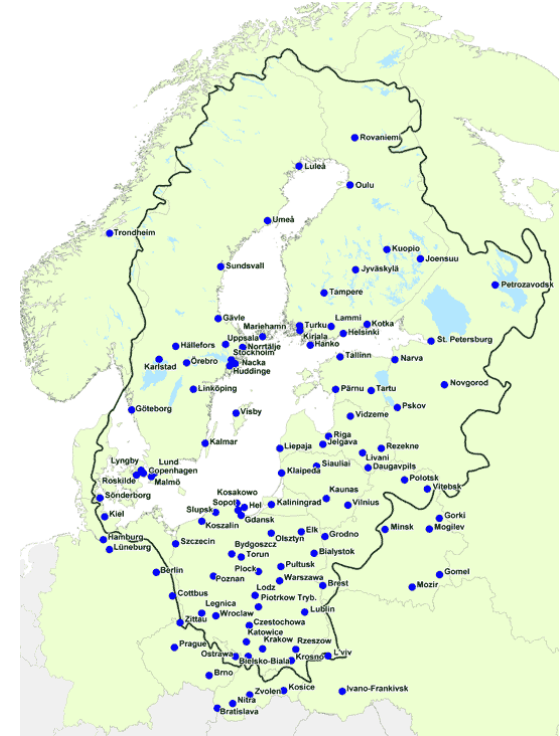 Rovaniemi
Luleå
Oulu
Umeå
Trondheim
Kuopio
Joensuu
Sundsvall
Jyväskylä
Petrozavodsk
Tampere
Gävle
Lammi
Mariehamn
Turku
Kotka
Kirjala
Helsinki
Uppsala
Hällefors
Norrtälje
Hanko
St. Petersburg
Stockholm
Tallinn
Narva
Karlstad
Örebro
Nacka
Huddinge
Linköping
Pärnu
Tartu
Novgorod
Göteborg
Visby
Pskov
Vidzeme
Kalmar
Riga
Jelgava
Liepaja
Rezekne
Livani
Lyngby
Lund
Siauliai
Daugavpils
Copenhagen
Klaipeda
Roskilde
Malmö
Polotsk
Vitebsk
Sönderborg
Kosakowo
Kaunas
Sopot
Hel
Kaliningrad
Vilnius
Kiel
Slupsk
Gdansk
Gorki
Koszalin
Minsk
Mogilev
Hamburg
Szczecin
Olsztyn
Elk
Grodno
Lüneburg
Bydgoszcz
Torun
Bialystok
Berlin
Plock
Pultusk
Poznan
Warszawa
Gomel
Brest
Mozir
Cottbus
Lodz
Piotrkow Tryb.
Legnica
Wroclaw
Lublin
Zittau
Czestochowa
Katowice
Prague
Krakow
Rzeszow
Ostrawa
Bielsko-Biala
Krosno
L'viv
Brno
Zvolen
Kosice
Ivano-Frankivsk
Nitra
Bratislava